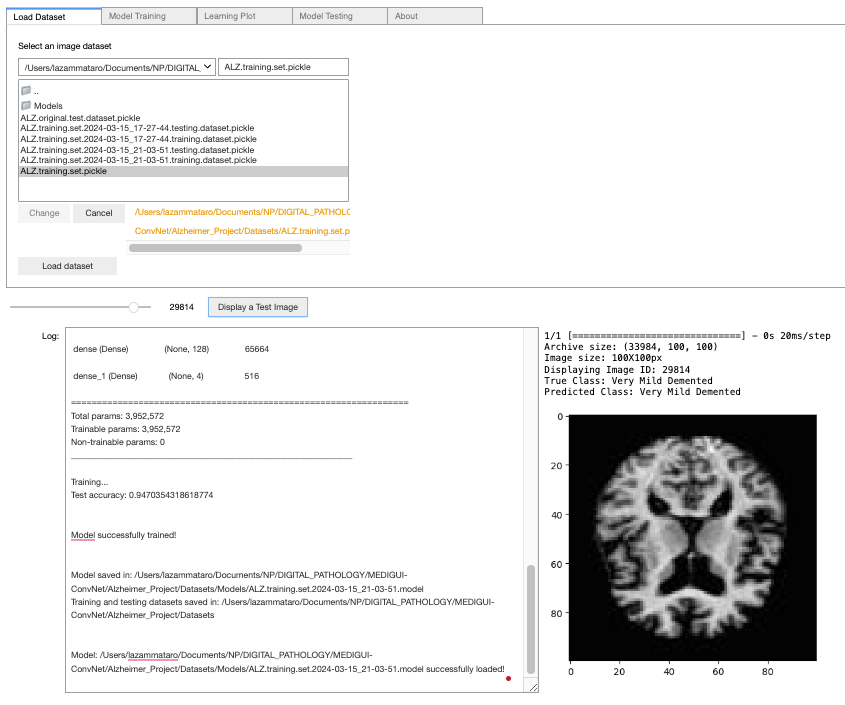 Load Dataset Model Training Learning Plot Model Testing About
Select an image dataset
/Users/lazammataro/Documents/NP/DIGITAL_ ALZ.training.set.pickle
..
Models
ALZ.original.test.dataset.pickle
ALZ.training.set.2024-03-15_17-27-44.testing.dataset.pickle
ALZ.training.set.2024-03-15_17-27-44.training.dataset.pickle
ALZ.training.set.2024-03-15_21-03-51.testing.dataset.pickle
ALZ.training.set.2024-03-15_21-03-51.training.dataset.pickle
ALZ.training.set.pickle
Change Cancel /Users/lazammataro/Documents/NP/DIGITAL_PATHOLO
ConvNet/Alzheimer_Project/Datasets/ALZ.training.set.p
Load dataset
29814 Display a Test Image
Log:
dense (Dense) (None, 128) 65664
dense_1 (Dense) (None, 4) 516
=================================================================
Total params: 3,952,572
Trainable params: 3,952,572
Non-trainable params: 0
_________________________________________________________________
Training...
Test accuracy: 0.9470354318618774
Model successfully trained!
Model saved in: /Users/lazammataro/Documents/NP/DIGITAL_PATHOLOGY/MEDIGUI-
ConvNet/Alzheimer_Project/Datasets/Models/ALZ.training.set.2024-03-15_21-03-51.model
Training and testing datasets saved in: /Users/lazammataro/Documents/NP/DIGITAL_PATHOLOGY/MEDIGUI-
ConvNet/Alzheimer_Project/Datasets
Model: /Users/lazammataro/Documents/NP/DIGITAL_PATHOLOGY/MEDIGUI-
ConvNet/Alzheimer_Project/Datasets/Models/ALZ.training.set.2024-03-15_21-03-51.model successfully loaded!
1/1 [==============================] - 0s 20ms/step
Archive size: (33984, 100, 100)
Image size: 100X100px
Displaying Image ID: 29814
True Class: Very Mild Demented
Predicted Class: Very Mild Demented
0
20
40
60
80
0 20 40 60 80